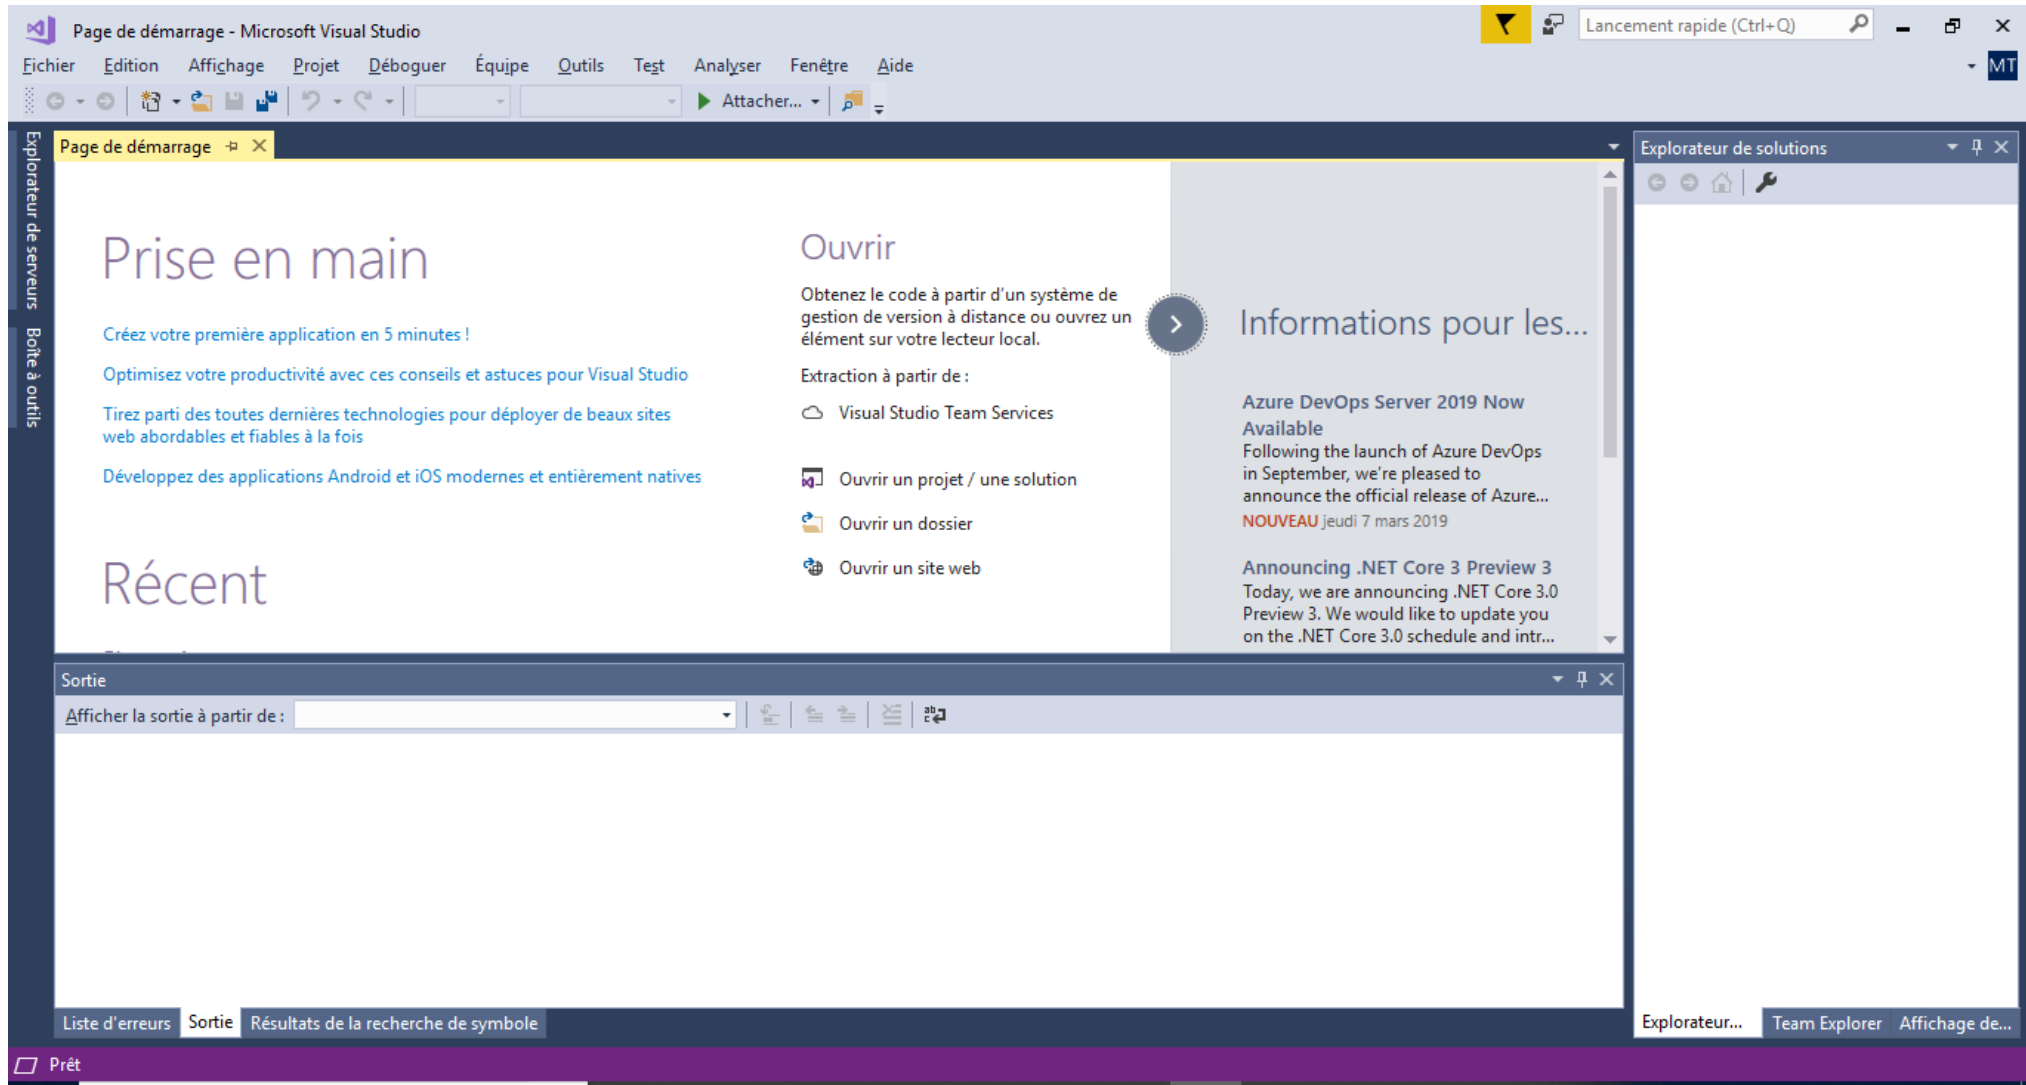 Page de démarrage - Microsoft Visual Studio
Lancement rapide (Ctrl+Q)
Fichier Edition Affichage Projet Déboguer Équipe Outils Test Analyser Fenêtre Aide
MT
Attacher...
Explorateur de serveurs
Boîte à outils
Page de démarrage
Prise en main
Créez votre première application en 5 minutes !
Optimisez votre productivité avec ces conseils et astuces pour Visual Studio
Tirez parti des toutes dernières technologies pour déployer de beaux sites
web abordables et fiables à la fois
Développez des applications Android et iOS modernes et entièrement natives
Récent
Ouvrir
Obtenez le code à partir d'un système de
gestion de version à distance ou ouvrez un
élément sur votre lecteur local.
Extraction à partir de :
Visual Studio Team Services
Ouvrir un projet / une solution
Ouvrir un dossier
Ouvrir un site web
Informations pour les...
Azure DevOps Server 2019 Now
Available
Following the launch of Azure DevOps
in September, we're pleased to
announce the official release of Azure...
NOUVEAU jeudi 7 mars 2019
Announcing .NET Core 3 Preview 3
Today, we are announcing .NET Core 3.0
Preview 3. We would like to update you
on the .NET Core 3.0 schedule and intr...
Explorateur de solutions
Sortie
Afficher la sortie à partir de :
Liste d'erreurs Sortie Résultats de la recherche de symbole
Explorateur... Team Explorer Affichage de...
Prêt